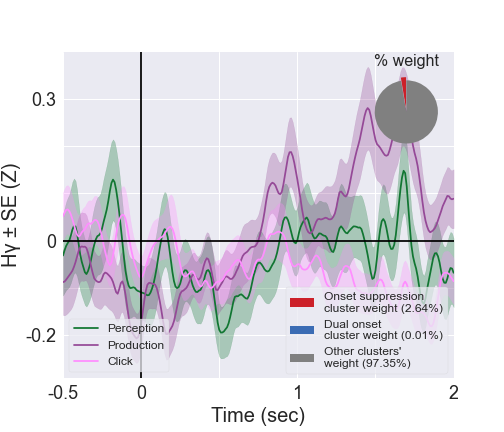 % weight
0.3
0
-0.2
Hγ ± SE (Z)
Perception
Production
Click
Onset suppression
cluster weight (2.64%)
Dual onset
cluster weight (0.01%)
Other clusters'
weight (97.35%)
-0.5
0
1
2
Time (sec)